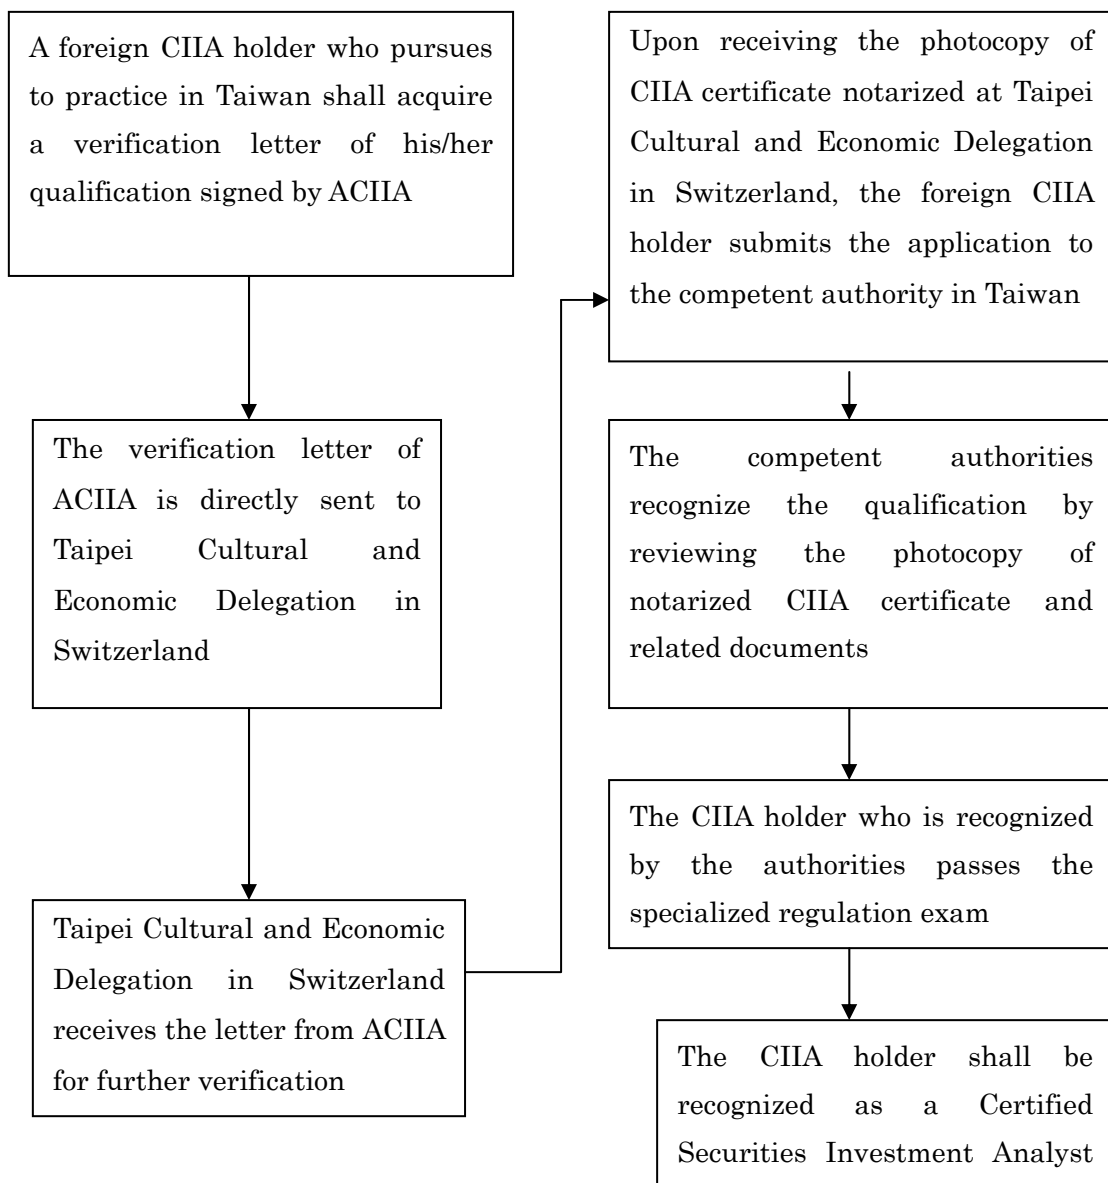 A foreign CIIA holder who pursues
to practice in Taiwan shall acquire
a verification letter of his/her
qualification signed by ACIIA
The verification letter of
ACIIA is directly sent to
Taipei Cultural and
Economic Delegation in
Switzerland
Taipei Cultural and Economic
Delegation in Switzerland
receives the letter from ACIIA
for further verification
Upon receiving the photocopy of
CIIA certificate notarized at Taipei
Cultural and Economic Delegation
in Switzerland, the foreign CIIA
holder submits the application to
the competent authority in Taiwan
The competent authorities
recognize the qualification by
reviewing the photocopy of
notarized CIIA certificate and
related documents
The CIIA holder who is recognized
by the authorities passes the
specialized regulation exam
The CIIA holder shall be
recognized as a Certified
Securities Investment Analyst